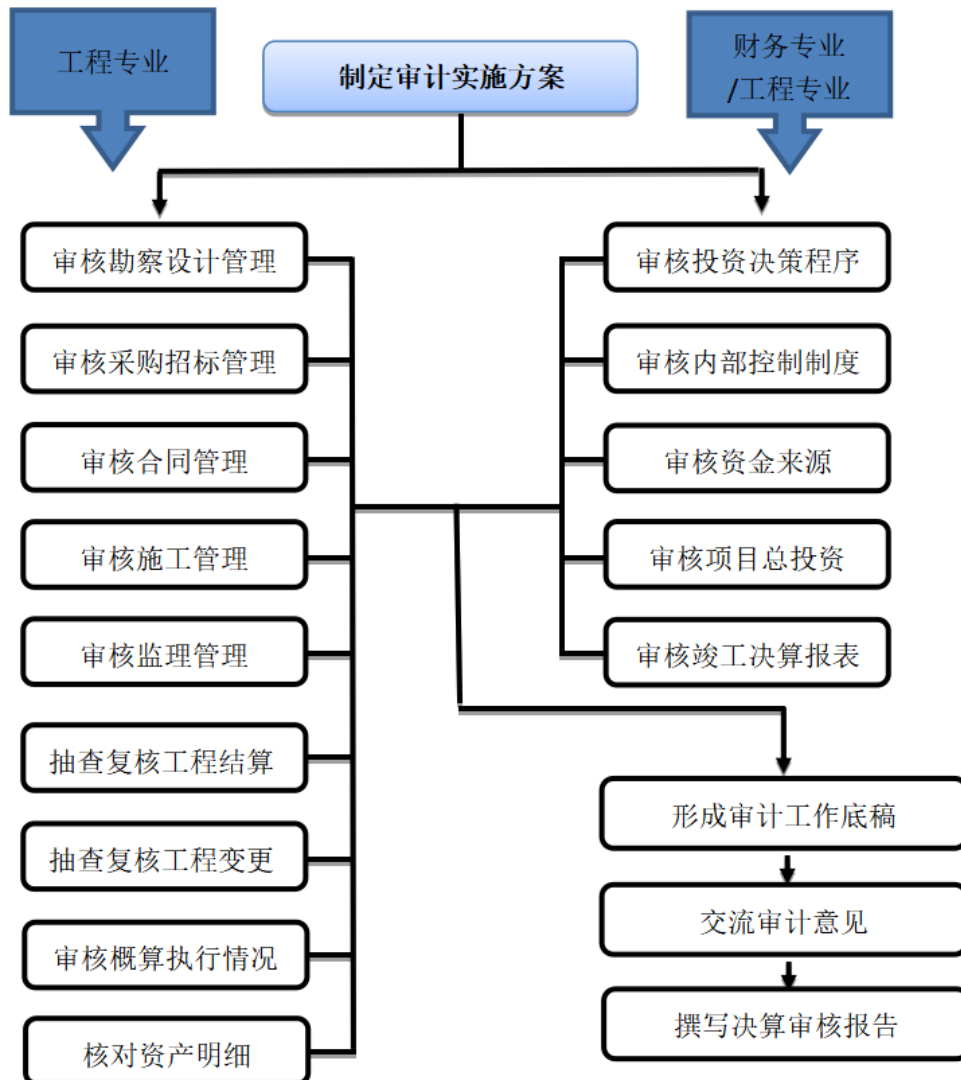 工程专业
制定审计实施方案
财务专业
/工程专业
审核勘察设计管理
审核采购招标管理
审核合同管理
审核施工管理
审核监理管理
抽查复核工程结算
抽查复核工程变更
审核概算执行情况
核对资产明细
审核投资决策程序
审核内部控制制度
审核资金来源
审核项目总投资
审核竣工决算报表
形成审计工作底稿
交流审计意见
撰写决算审核报告